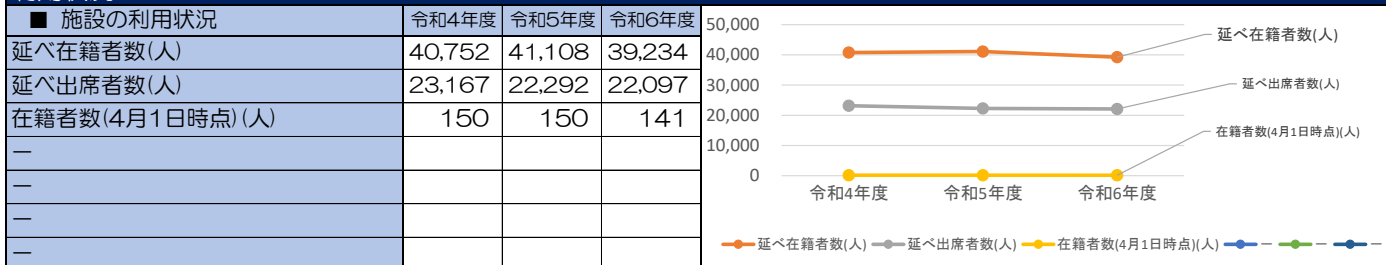 ■ 施設の利用状況 令和4年度 令和5年度 令和6年度
延べ在籍者数(人) 40,752 41,108 39,234
延べ出席者数(人) 23,167 22,292 22,097
在籍者数(4月1日時点)(人) 150 150 141
ー
ー
ー
ー
50,000
40,000
30,000
20,000
10,000
0
令和4年度 令和5年度 令和6年度
延べ在籍者数(人)
延べ出席者数(人)
在籍者数(4月1日時点)(人)
延べ在籍者数(人) 延べ出席者数(人) 在籍者数(4月1日時点)(人) ー ー ー